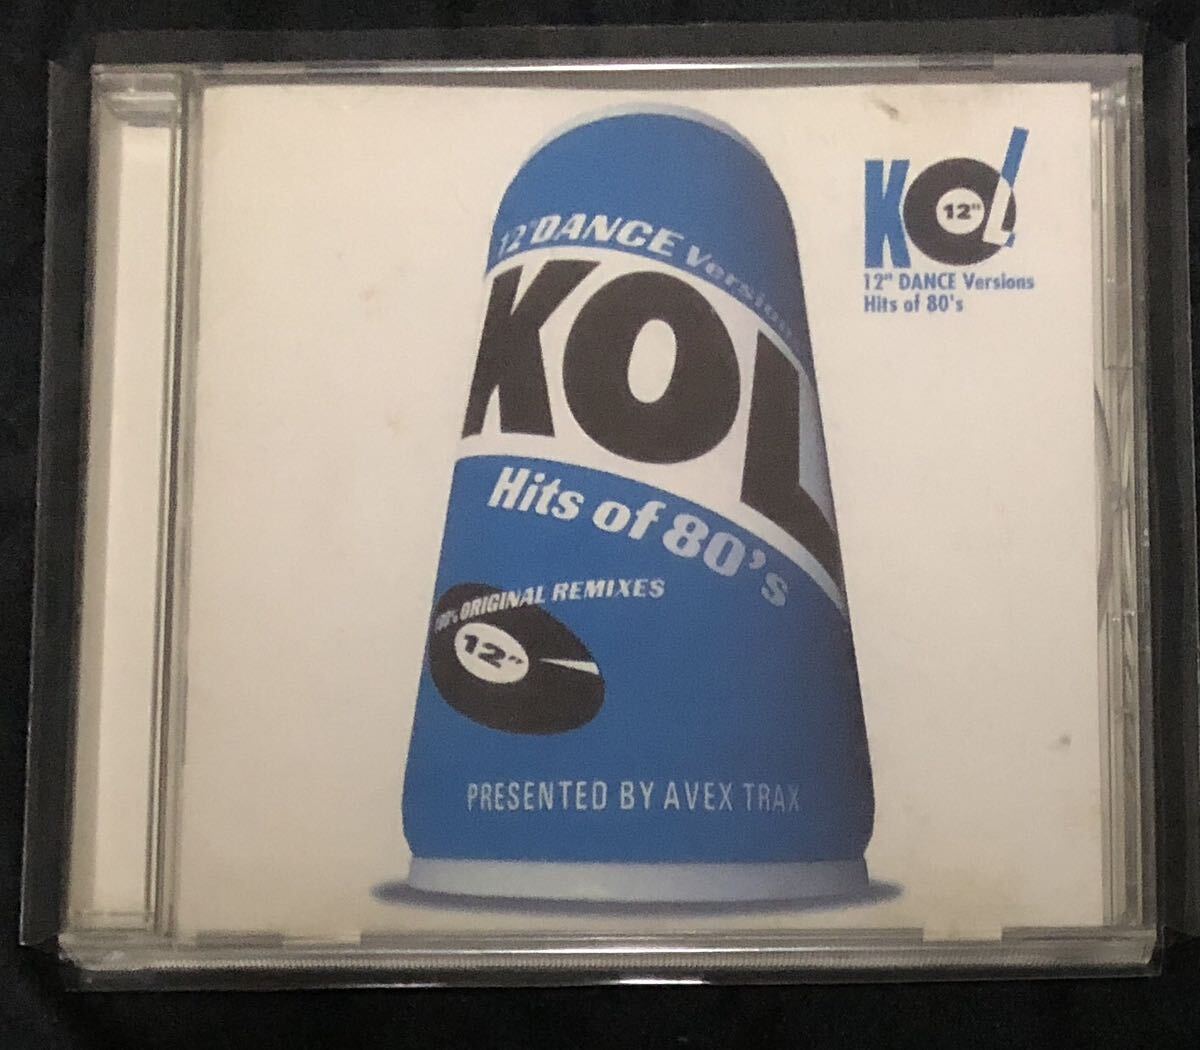 12" DANCE Version
KOL
Hits of 80's
100% ORIGINAL REMIXES
12"
PRESENTED BY AVEX TRAX
KOL
12"
12" DANCE Versions
Hits of 80's